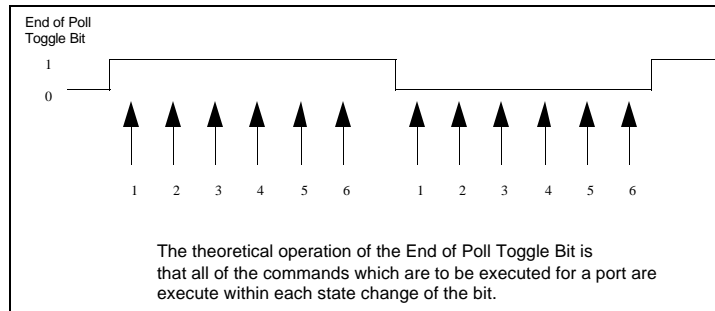 End of Poll
Toggle Bit
1
0
1 2 3 4 5 6 1 2 3 4 5 6
The theoretical operation of the End of Poll Toggle Bit is
that all of the commands which are to be executed for a port are
execute within each state change of the bit.